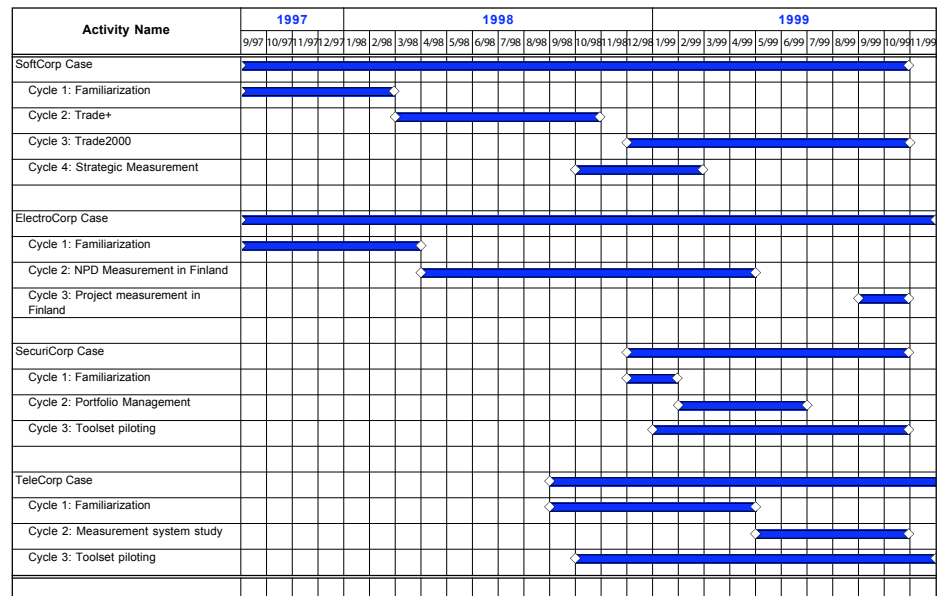 Activity Name
1997 1998 1999
9/97 10/97 11/97 12/97 1/98 2/98 3/98 4/98 5/98 6/98 7/98 8/98 9/98 10/98 11/98 12/98 1/99 2/99 3/99 4/99 5/99 6/99 7/99 8/99 9/99 10/99 11/99
SoftCorp Case
Cycle 1: Familiarization
Cycle 2: Trade+
Cycle 3: Trade2000
Cycle 4: Strategic Measurement
ElectroCorp Case
Cycle 1: Familiarization
Cycle 2: NPD Measurement in Finland
Cycle 3: Project measurement in
Finland
SecuriCorp Case
Cycle 1: Familiarization
Cycle 2: Portfolio Management
Cycle 3: Toolset piloting
TeleCorp Case
Cycle 1: Familiarization
Cycle 2: Measurement system study
Cycle 3: Toolset piloting